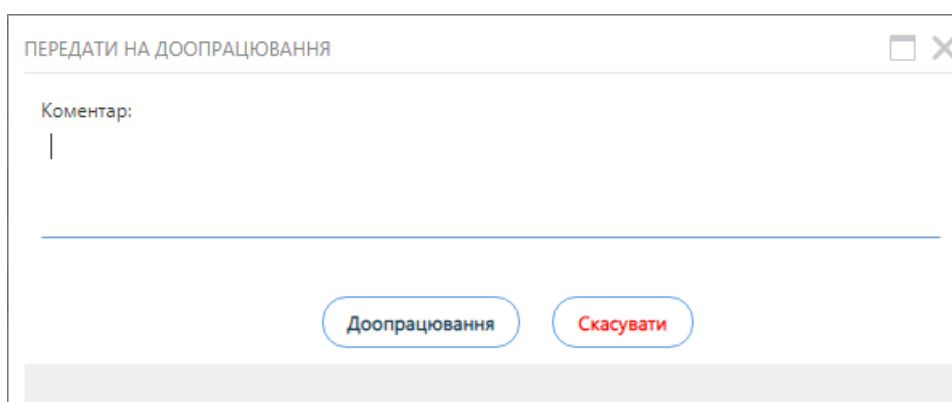 ПЕРЕДАТИ НА ДООПРАЦЮВАННЯ
Коментар:
Доопрацювання Скасувати